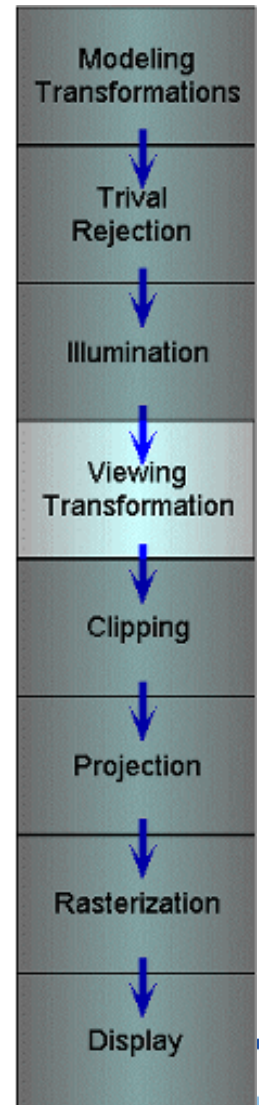 Modeling
Transformations
Trival
Rejection
Illumination
Viewing
Transformation
Clipping
Projection
Rasterization
Display